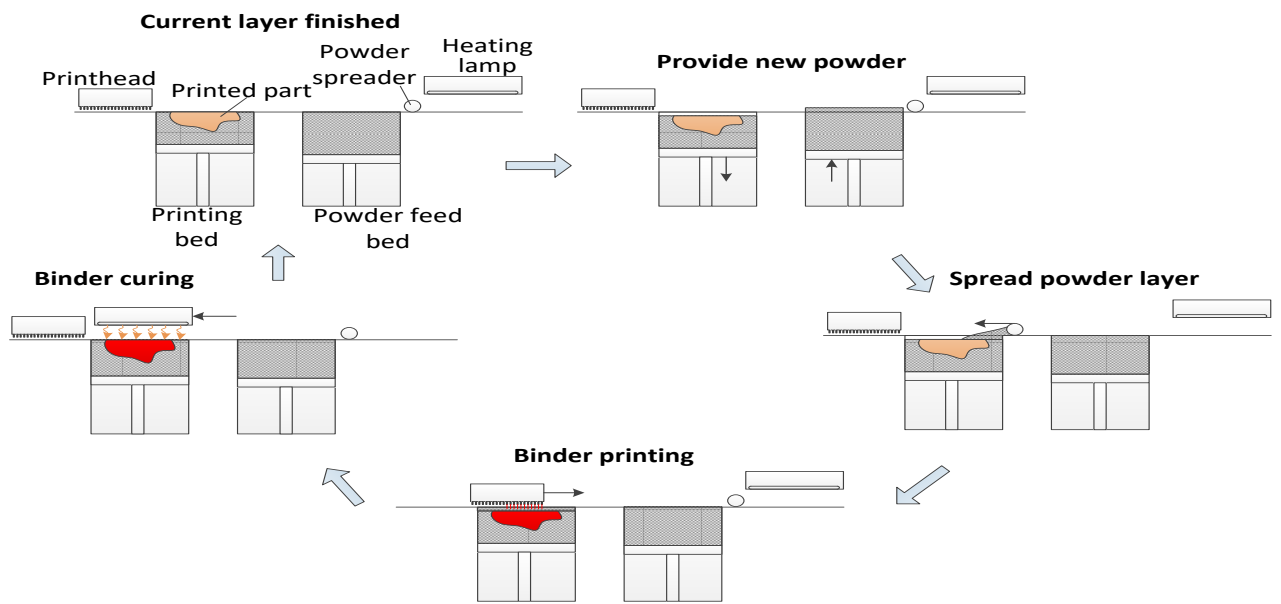 Current layer finished
Printhead
Printed part
Powder
spreader
Heating
lamp
Printing
bed
Powder feed
bed
Provide new powder
Spread powder layer
Binder printing
Binder curing